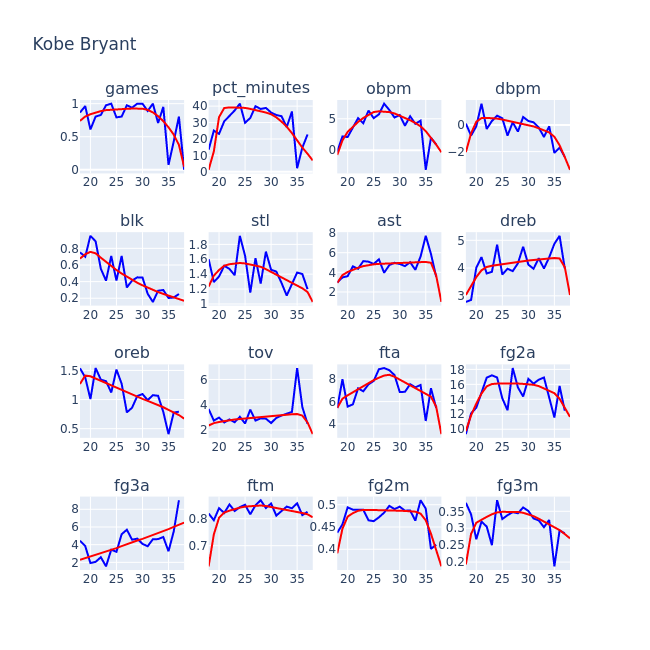 Kobe Bryant
games pct_minutes obpm dbpm
1 0.5 0
40 30 20 10 0
5 0
0 −2
20 25 30 35 20 25 30 35 20 25 30 35 20 25 30 35
blk stl ast dreb
0.8 0.6 0.4 0.2
1.8 1.6 1.4 1.2 1
8 6 4 2
5 4 3
20 25 30 35 20 25 30 35 20 25 30 35 20 25 30 35
oreb tov fta fg2a
1.5 1 0.5
6 4 2
8 6 4
18 16 14 12 10
20 25 30 35 20 25 30 35 20 25 30 35 20 25 30 35
fg3a ftm fg2m fg3m
8 6 4 2
0.8 0.7
0.5 0.45 0.4
0.35 0.3 0.25 0.2
20 25 30 35 20 25 30 35 20 25 30 35 20 25 30 35